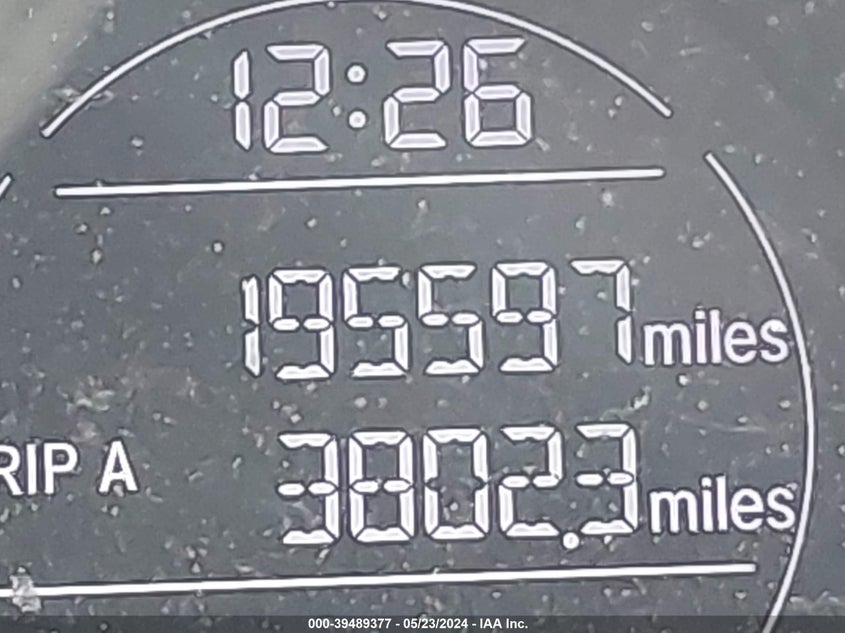 12:26
195597 miles
RIP A 3802.3 miles
000-39489377 - 05/23/2024 - IAA Inc.